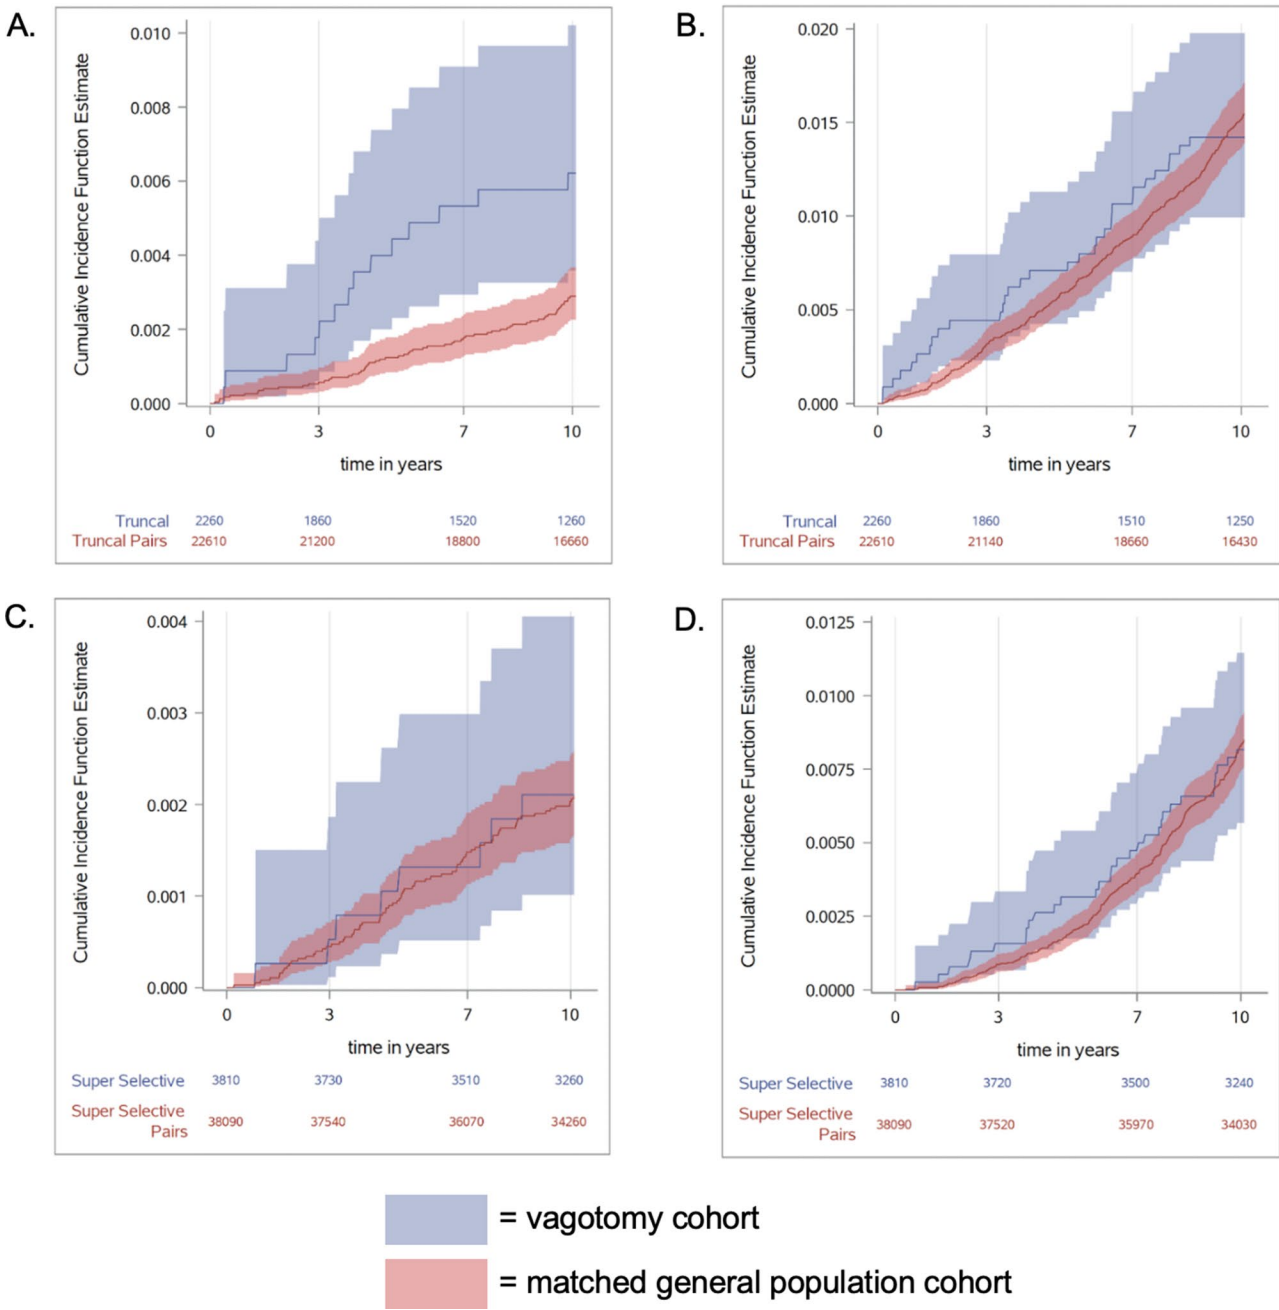 A.
Cumulative Incidence Function Estimate
0.010
0.008
0.006
0.004
0.002
0.000
0 3 7 10
time in years
Truncal 2260 1860 1520 1260
Truncal Pairs 22610 21200 18800 16660
B.
Cumulative Incidence Function Estimate
0.020
0.015
0.010
0.005
0.000
0 3 7 10
time in years
Truncal 2260 1860 1510 1250
Truncal Pairs 22610 21140 18660 16430
C.
Cumulative Incidence Function Estimate
0.004
0.003
0.002
0.001
0.000
0 3 7 10
time in years
Super Selective 3810 3730 3510 3260
Super Selective
Pairs 38090 37540 36070 34260
D.
Cumulative Incidence Function Estimate
0.0125
0.0100
0.0075
0.0050
0.0025
0.0000
0 3 7 10
time in years
Super Selective 3810 3720 3500 3240
Super Selective
Pairs 38090 37520 35970 34030
= vagotomy cohort
= matched general population cohort